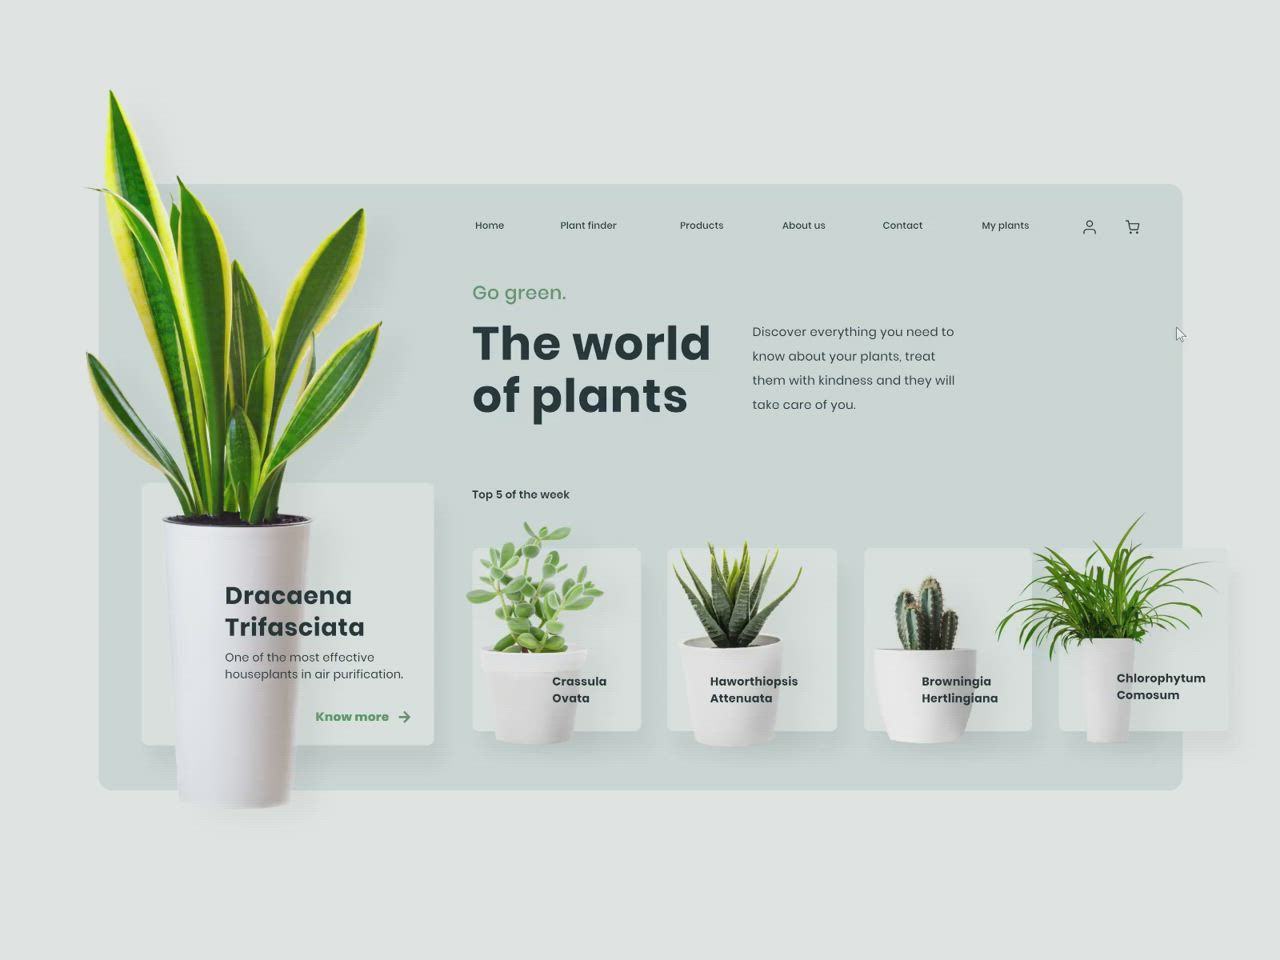 Home Plant finder Products About us Contact My plants
Go green.
The world
of plants
Discover everything you need to
know about your plants, treat
them with kindness and they will
take care of you.
Top 5 of the week
Dracaena
Trifasciata
One of the most effective
houseplants in air purification.
Know more
Crassula
Ovata
Haworthiopsis
Attenuata
Browningia
Hertlingiana
Chlorophytum
Comosum